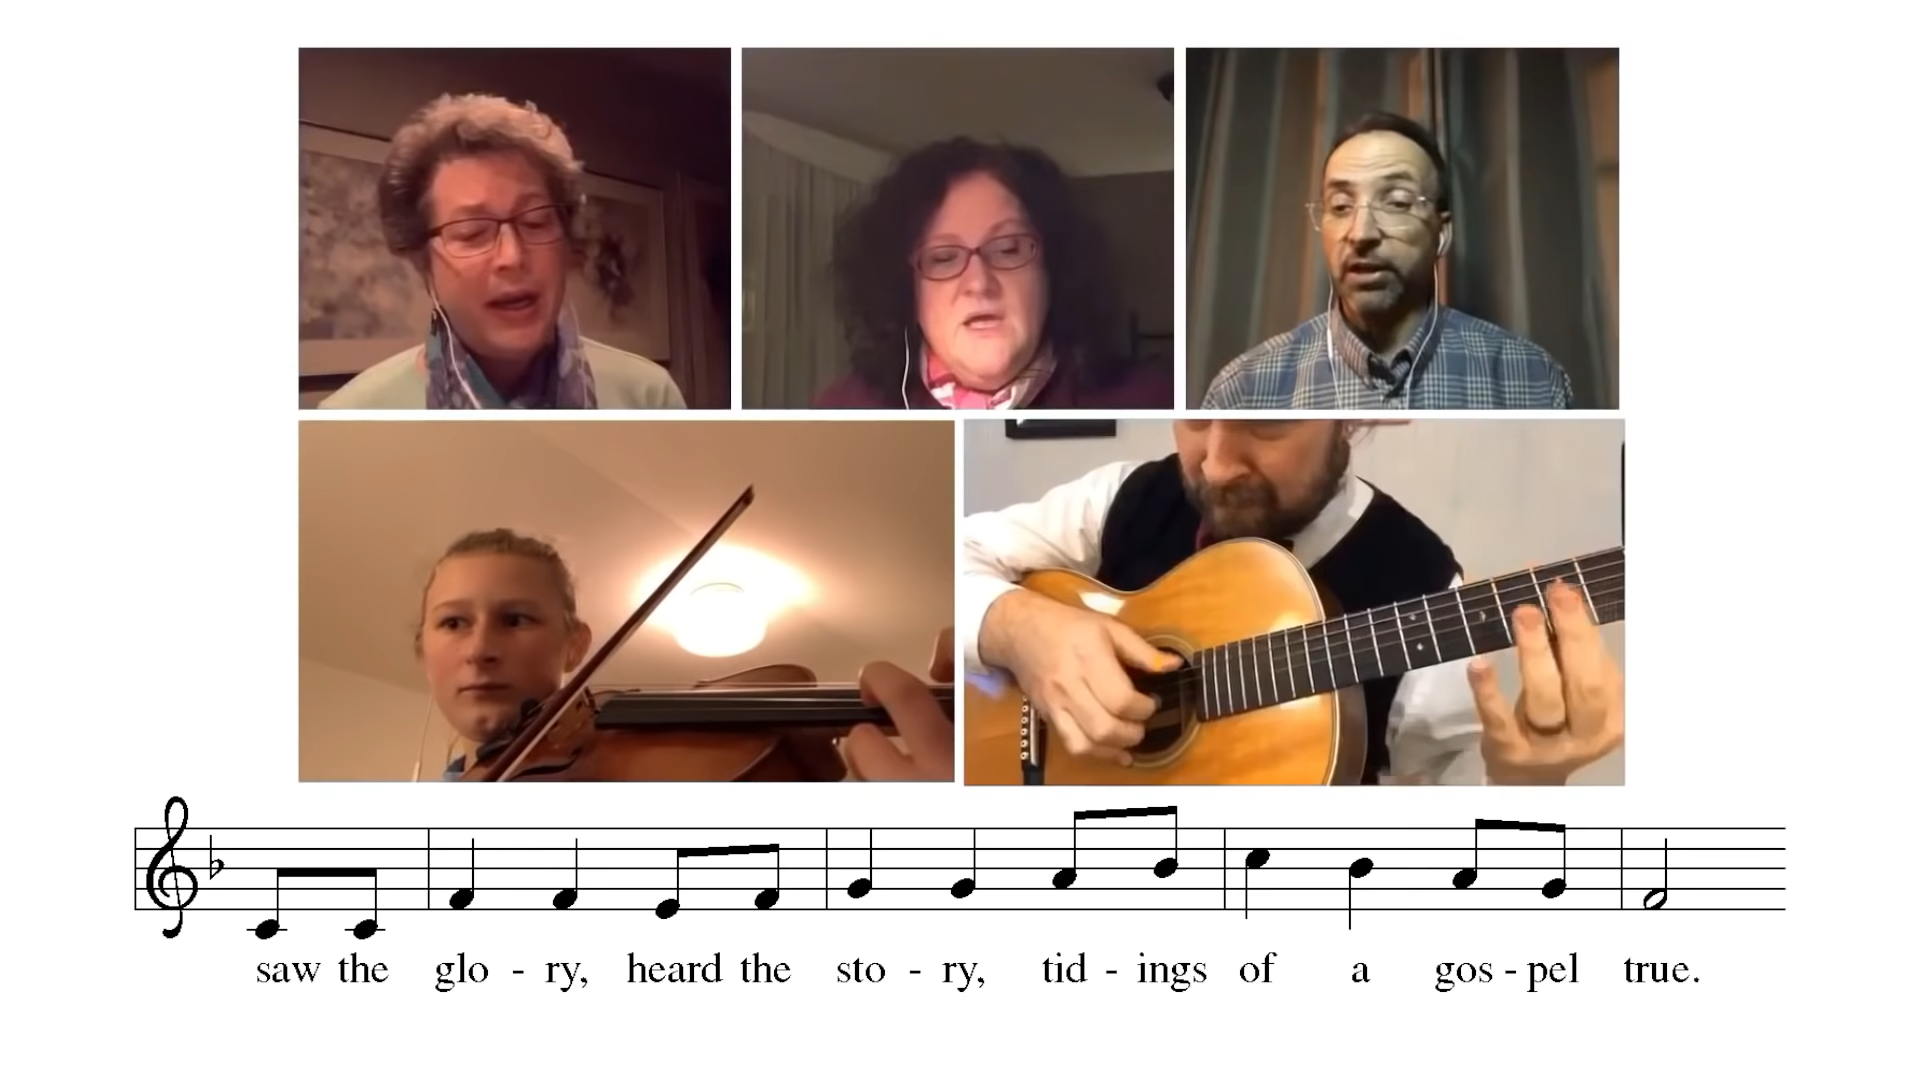 saw the glo - ry, heard the sto - ry, tid - ings of a gos - pel true.